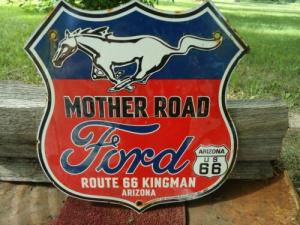 MOTHER ROAD
Ford
ARIZONA
US
66
ROUTE 66 KINGMAN
ARIZONA